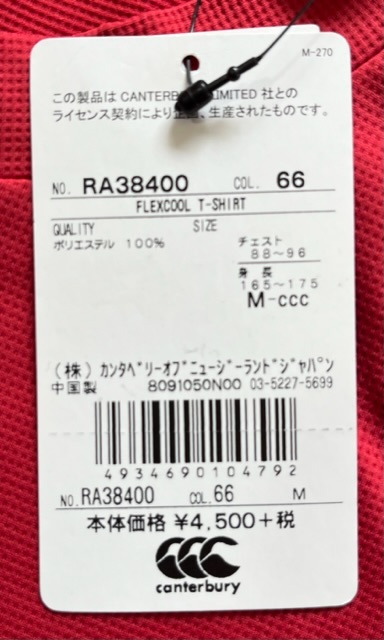 M-270
この製品は CANTERB LIMITED 社との
ライセンス契約により企画、生産されたものです。
NO. RA38400 COL. 66
FLEXCOOL T-SHIRT
QUALITY SIZE
ポリエステル 100%
チェスト
88~96
身 長
165~175
M-ccc
(株) カンタベリーオブニュージーランドジャパン
中国製 8091050N00 03-5227-5699
4934690104792
NO. RA38400 COL. 66 M
本体価格 ¥4,500+税
canterbury